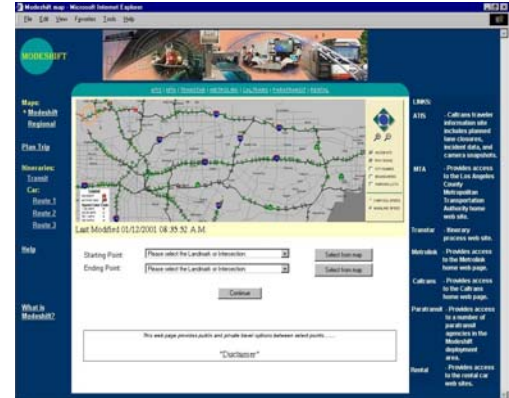 Modeshift map - Microsoft Internet Explorer
File Edit View Favorites Tools Help
MODESHIFT
ATIS | MTA | TRANSTAR | METROLINK | CALTRANS | PARATRANSIT | RENTAL
Maps:
* Modeshift
Regional
Plan Trip
Itineraries:
Transit
Car:
Route 1
Route 2
Route 3
Help
What is
Modeshift?
Last Modified 01/12/2001 08:35:52 A.M.
Starting Point:
Please select the Landmark or Intersection
Select from map
Ending Point:
Please select the Landmark or Intersection
Select from map
Continue
This web page provides public and private travel options between select points
"Disclaimer"
LINKS:
ATIS - Caltrans traveler
information site
includes planned
lane closures,
incident data, and
camera snapshots.
MTA - Provides access
to the Los Angeles
County
Metropolitan
Transportation
Authority home
web site.
Transtar - Itinerary
process web site.
Metrolink - Provides access
to the Metrolink
home web page.
Caltrans - Provides access
to the Caltrans
home web page.
Paratransit - Provides access
to a number of
paratransit
agencies in the
Modeshift
deployment
area.
Rental - Provides access
to the rental car
web sites.